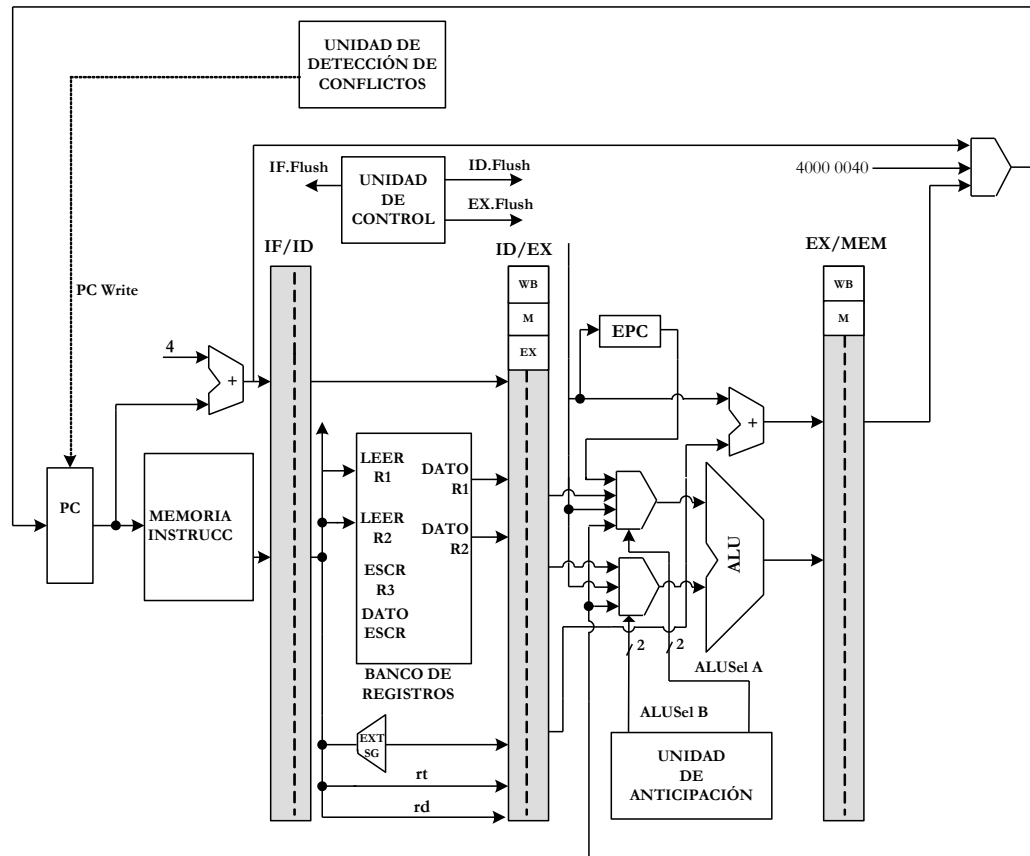 UNIDAD DE
DETECCIÓN DE
CONFLICTOS
IF.Flush
UNIDAD
DE
CONTROL
ID.Flush
EX.Flush
4000 0040
IF/ID
ID/EX
EX/MEM
WB
M
EX
WB
M
PC Write
EPC
4
+
+
LEER
R1
DATO
R1
LEER
R2
DATO
R2
ESCR
R3
DATO
ESCR
PC
MEMORIA
INSTRUCC
ALU
BANCO DE
REGISTROS
2
2
ALUSel A
ALUSel B
EXT
SG
UNIDAD
DE
ANTICIPACIÓN
rt
rd